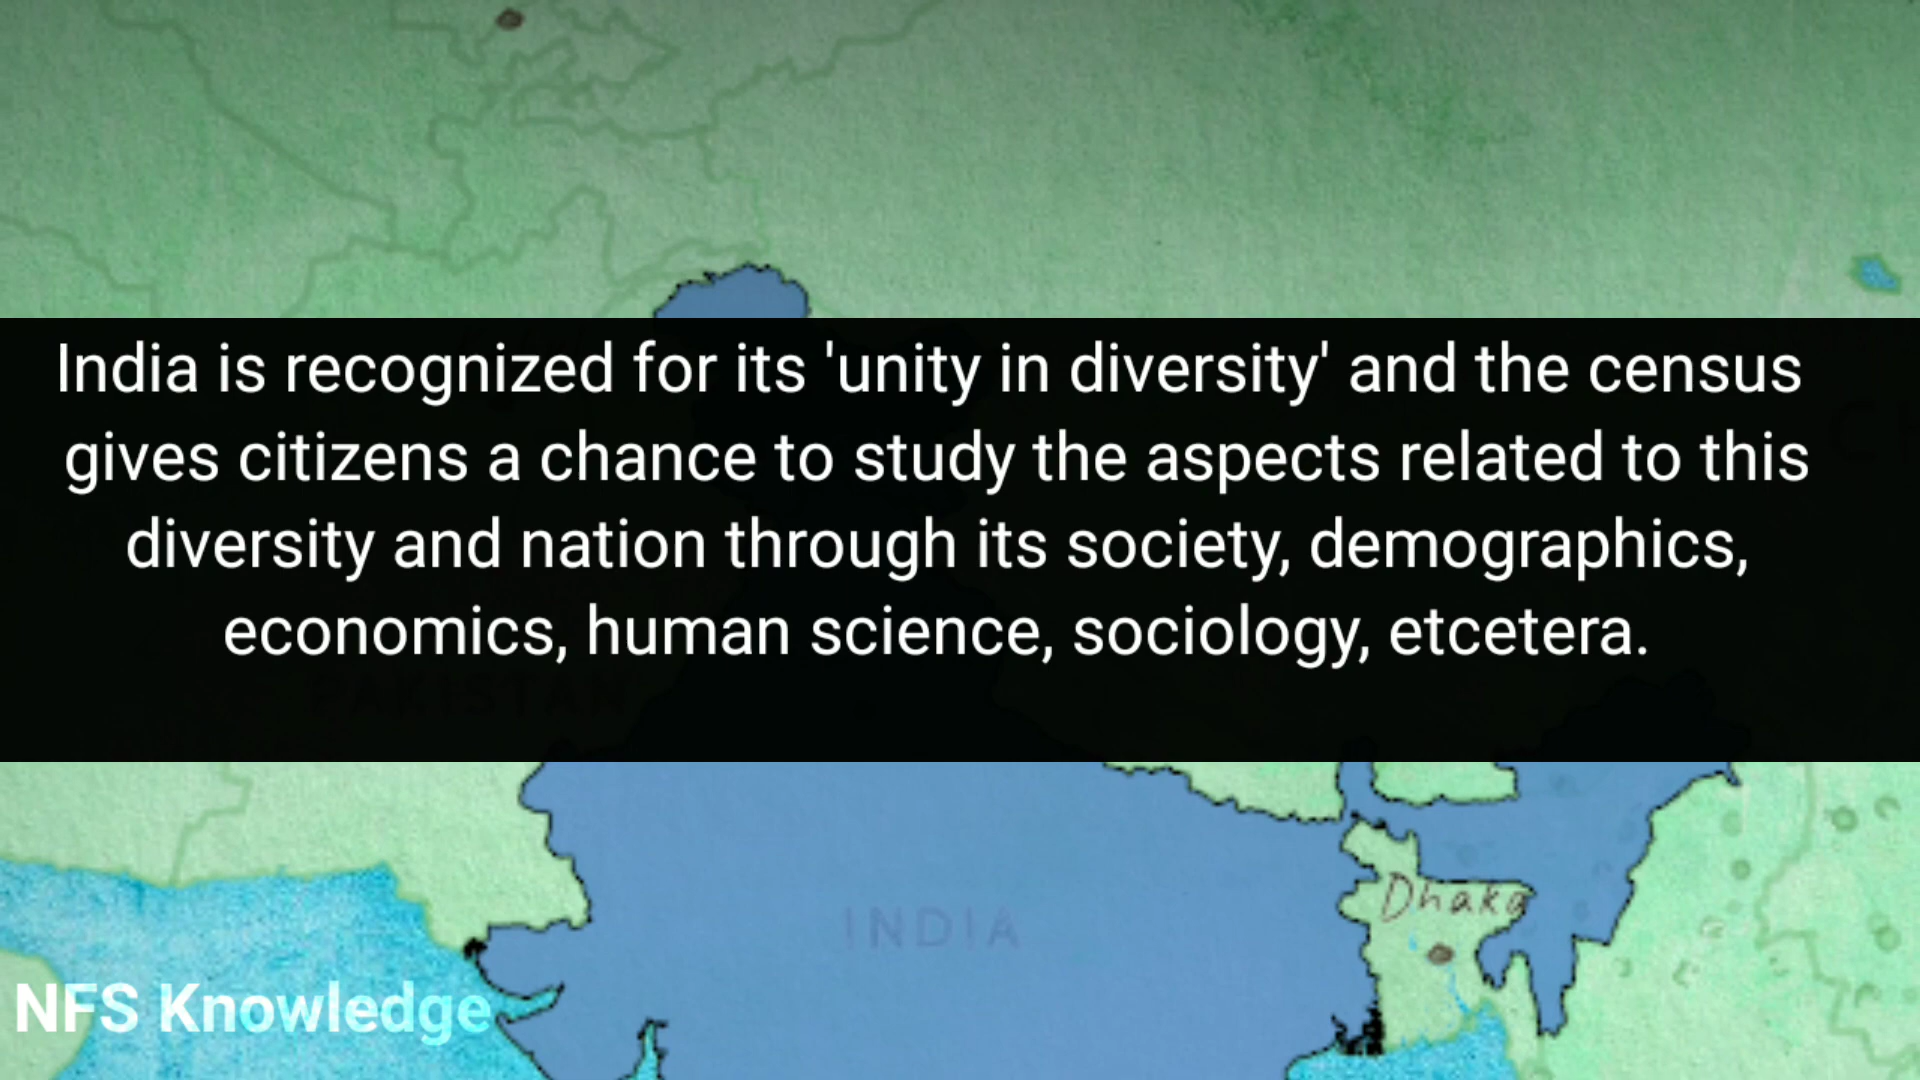 India is recognized for its 'unity in diversity' and the census
gives citizens a chance to study the aspects related to this
diversity and nation through its society, demographics,
economics, human science, sociology, etcetera.
PAKISTAN
INDIA
Dhaka
NFS Knowledge